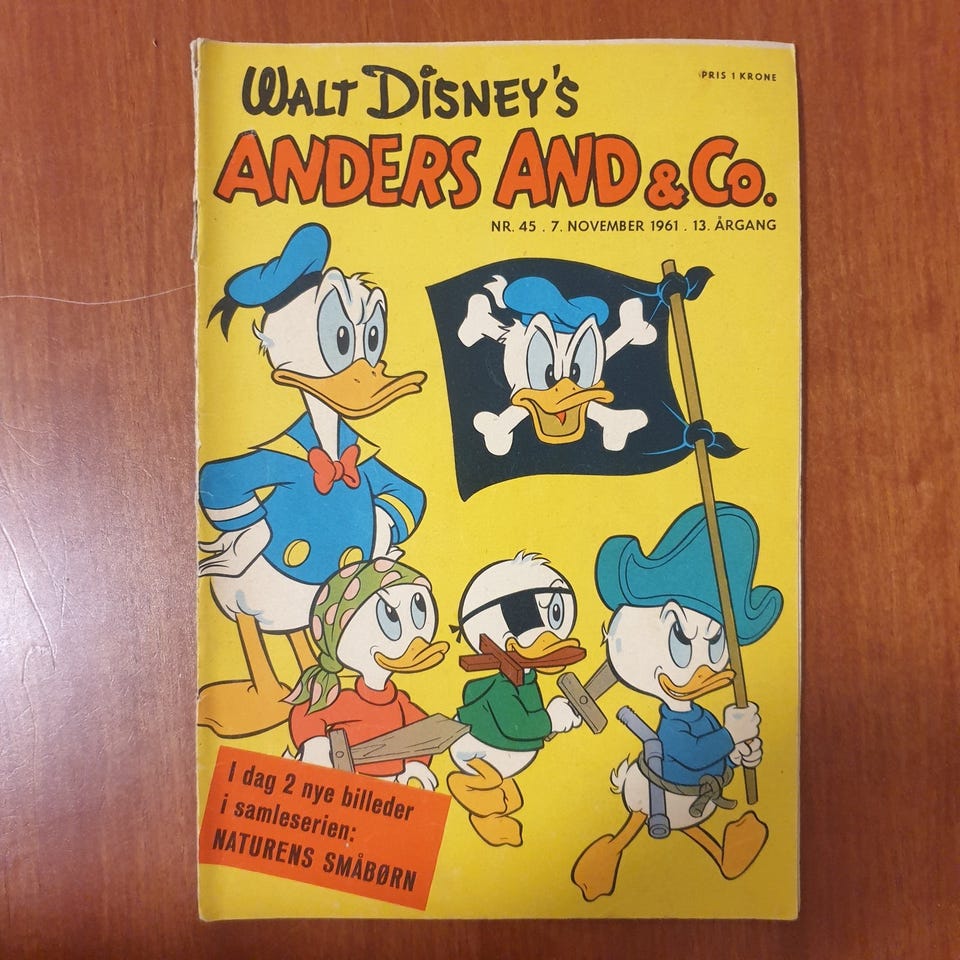 WALT DISNEY'S
PRIS 1 KRONE
ANDERS AND & CO.
NR. 45 . 7. NOVEMBER 1961 . 13. ÅRGANG
I dag 2 nye billeder
i samleserien:
NATURENS SMÅBØRN